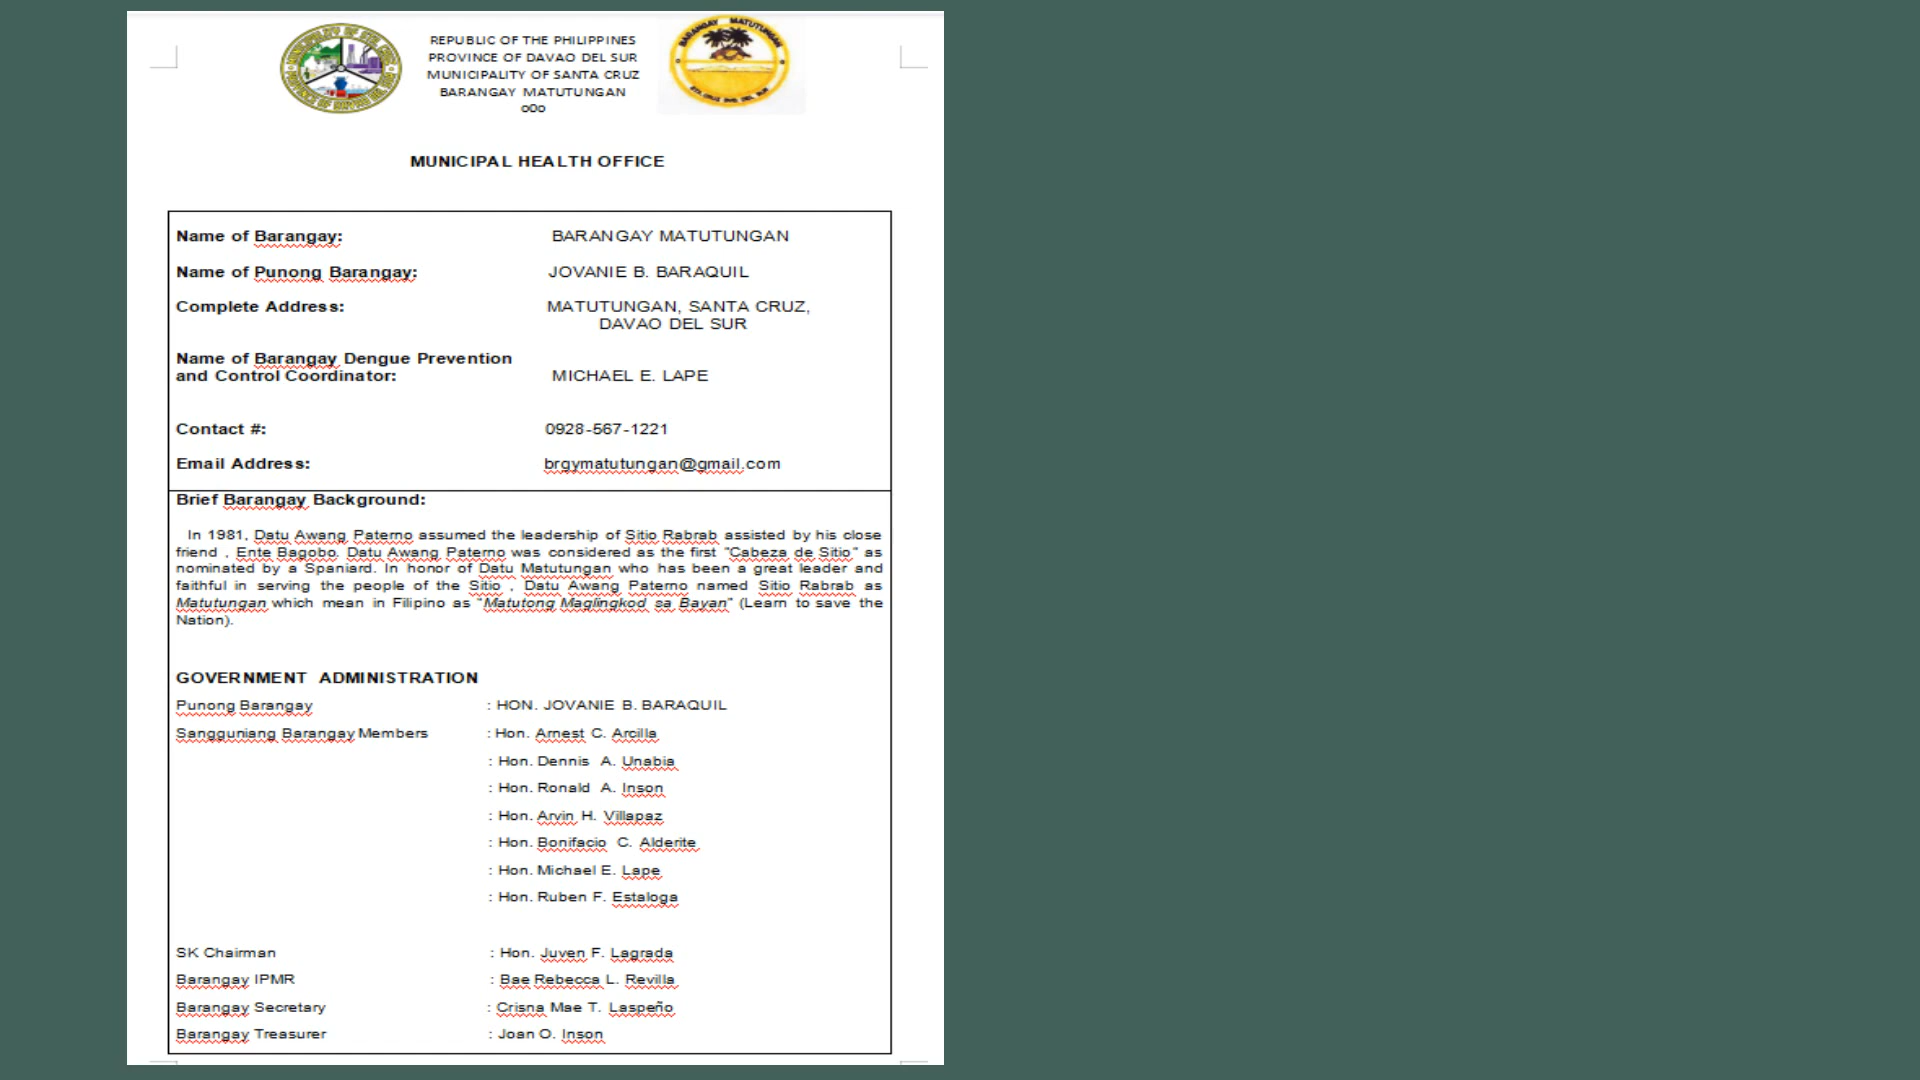 REPUBLIC OF THE PHILIPPINES
PROVINCE OF DAVAO DEL SUR
MUNICIPALITY OF SANTA CRUZ
BARANGAY MATUTUNGAN
o0o
BARANGAY MATUTUNGAN
MUNICIPAL HEALTH OFFICE
Name of Barangay: BARANGAY MATUTUNGAN
Name of Punong Barangay: JOVANIE B. BARAQUIL
Complete Address: MATUTUNGAN, SANTA CRUZ,
DAVAO DEL SUR
Name of Barangay Dengue Prevention
and Control Coordinator: MICHAEL E. LAPE
Contact #: 0928-567-1221
Email Address: brgymatutungan@gmail.com
Brief Barangay Background:
In 1981, Datu Awang Paterno assumed the leadership of Sitio Rabrab assisted by his close
friend , Ente Bagobo. Datu Awang Paterno was considered as the first "Cabeza de Sitio" as
nominated by a Spaniard. In honor of Datu Matutungan who has been a great leader and
faithful in serving the people of the Sitio , Datu Awang Paterno named Sitio Rabrab as
Matutungan which mean in Filipino as "Matutong Maglingkod sa Bayan" (Learn to save the
Nation).
GOVERNMENT ADMINISTRATION
Punong Barangay : HON. JOVANIE B. BARAQUIL
Sangguniang Barangay Members : Hon. Arnest C. Arcilla
: Hon. Dennis A. Unabia
: Hon. Ronald A. Inson
: Hon. Arvin H. Villapaz
: Hon. Bonifacio C. Alderite
: Hon. Michael E. Lape
: Hon. Ruben F. Estaloga
SK Chairman : Hon. Juven F. Lagrada
Barangay IPMR : Bae Rebecca L. Revilla
Barangay Secretary : Crisna Mae T. Laspeño
Barangay Treasurer : Joan O. Inson